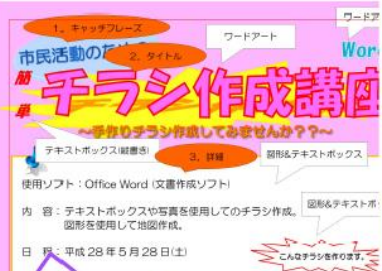 1．キャッチフレーズ
ワードアート
ワードア
市民活動のため
2．タイトル
Wor
簡単
チラシ作成講座
～手作りチラシ作成してみませんか？？～
テキストボックス(縦書き)
3．詳細
図形&テキストボックス
使用ソフト：Office Word（文書作成ソフト）
図形&テキストボ
内　容：テキストボックスや写真を使用してのチラシ作成。
図形を使用して地図作成。
日　程：平成28年5月28日(土)
こんなチラシを作ります。